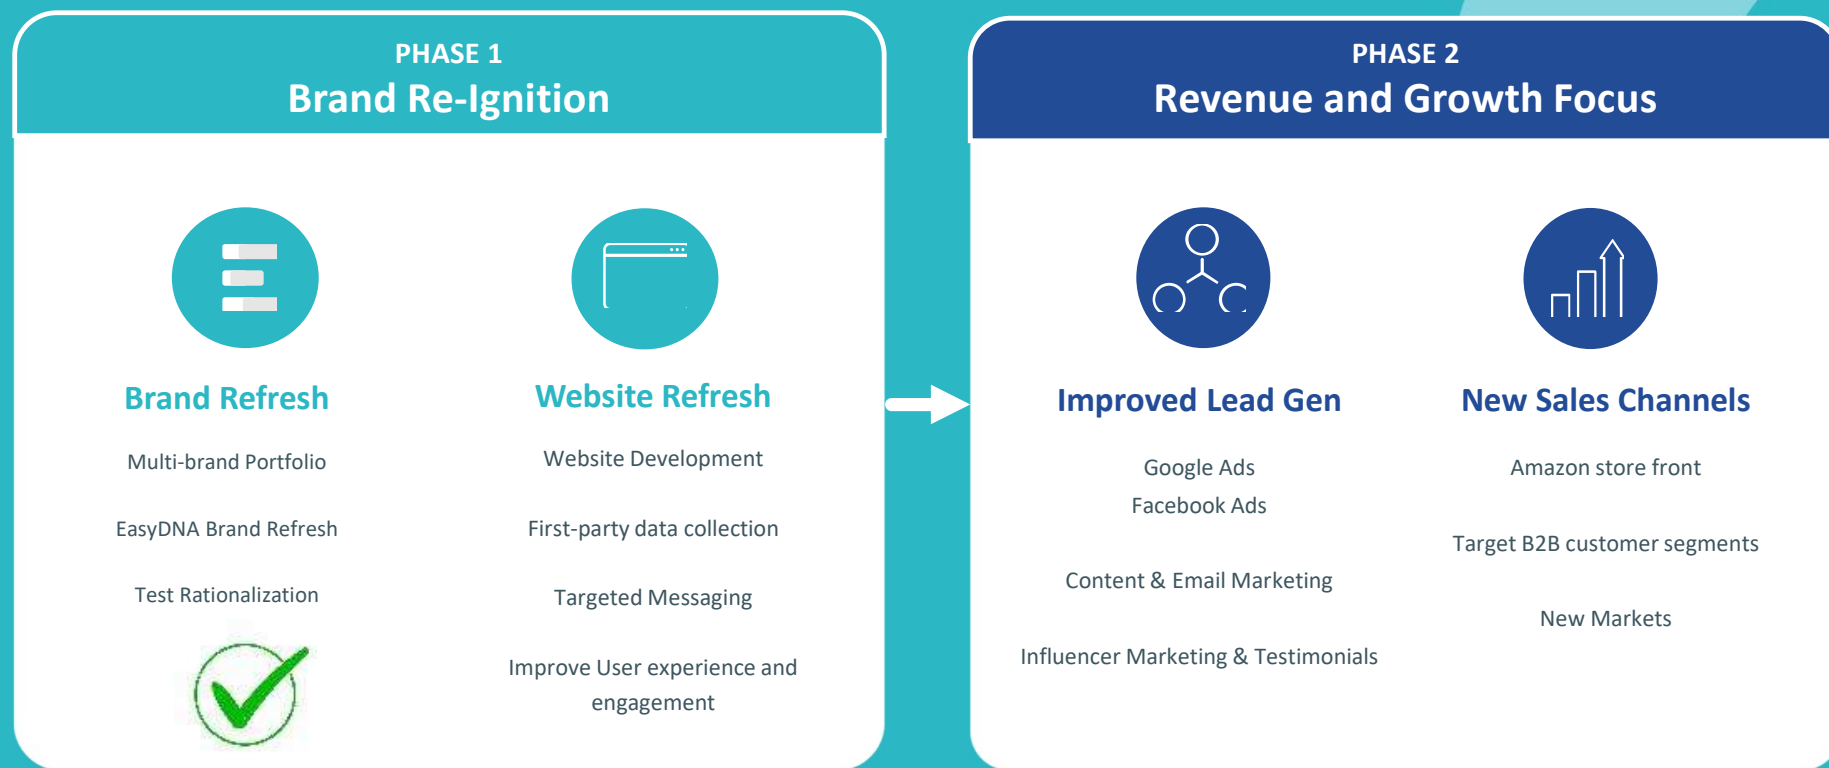 PHASE 1
Brand Re-Ignition
Brand Refresh
Multi-brand Portfolio
EasyDNA Brand Refresh
Test Rationalization
Website Refresh
Website Development
First-party data collection
Targeted Messaging
Improve User experience and
engagement
PHASE 2
Revenue and Growth Focus
Improved Lead Gen
Google Ads
Facebook Ads
Content & Email Marketing
Influencer Marketing & Testimonials
New Sales Channels
Amazon store front
Target B2B customer segments
New Markets